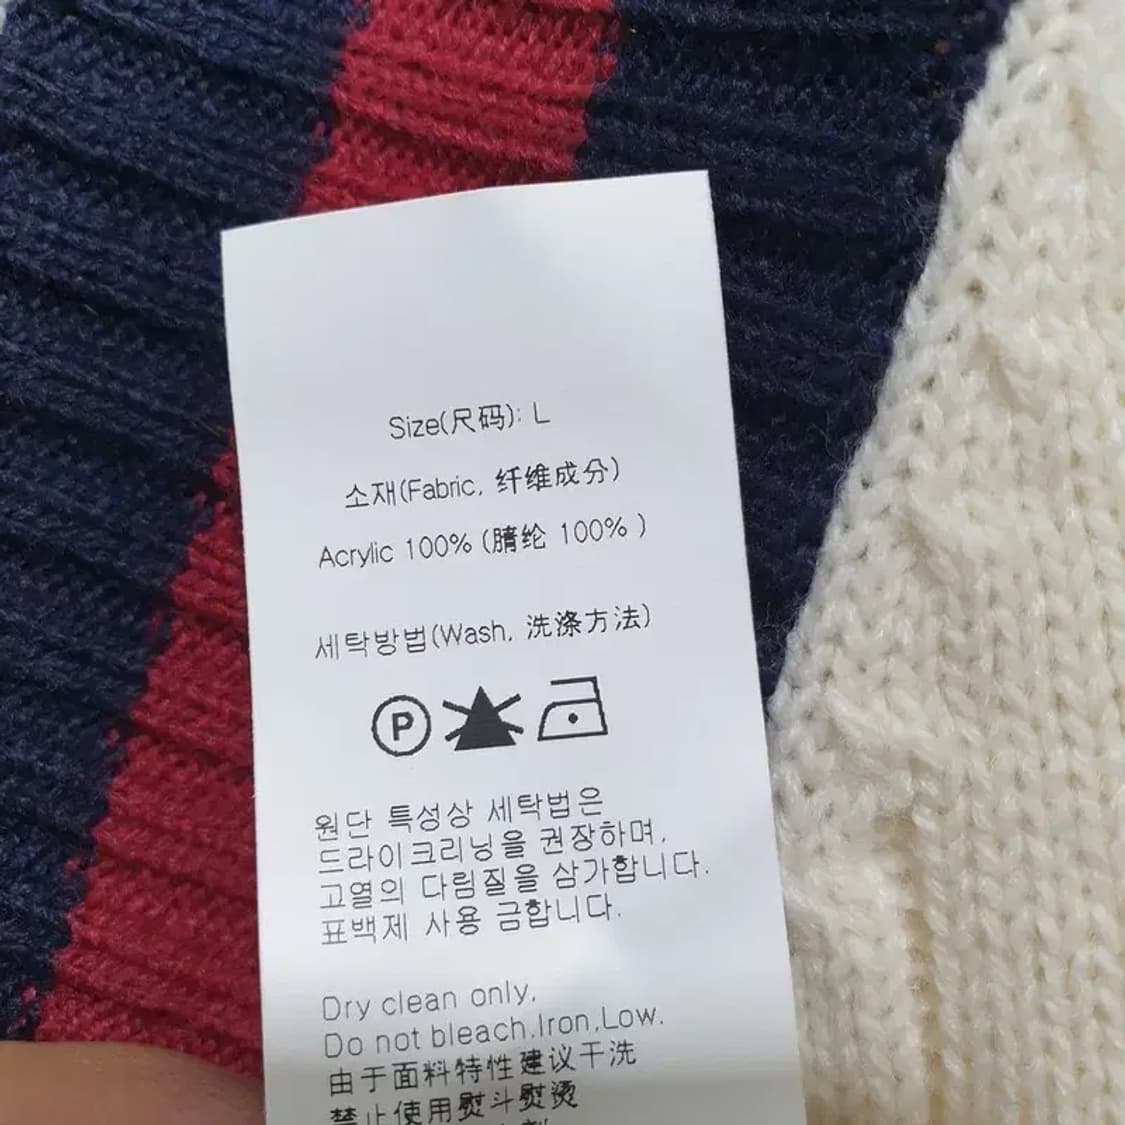 Size(尺码): L
소재(Fabric, 纤维成分)
Acrylic 100% (腈纶 100% )
세탁방법(Wash, 洗涤方法)
P
원단 특성상 세탁법은
드라이크리닝을 권장하며,
고열의 다림질을 삼가합니다.
표백제 사용 금합니다.
Dry clean only,
Do not bleach,Iron,Low.
由于面料特性建议干洗
禁止使用熨斗熨烫